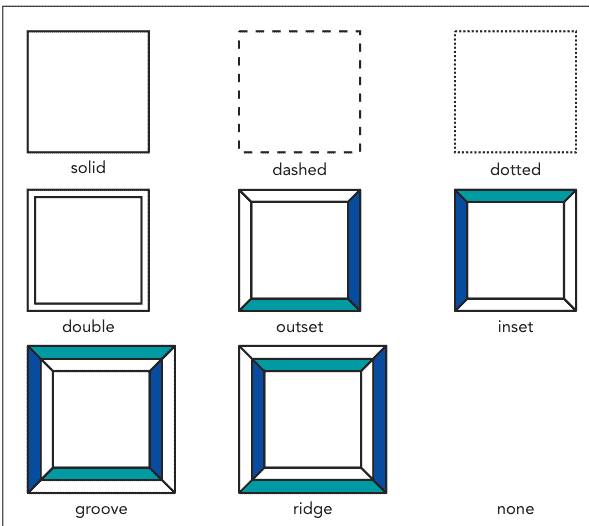 solid
dashed
dotted
double
outset
inset
groove
ridge
none